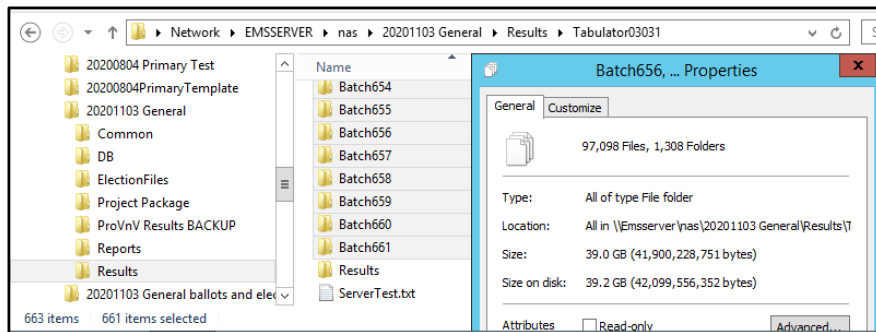 Network ▸ EMSSERVER ▸ nas ▸ 20201103 General ▸ Results ▸ Tabulator03031
20200804 Primary Test
20200804PrimaryTemplate
20201103 General
Common
DB
ElectionFiles
Project Package
ProVnV Results BACKUP
Reports
Results
20201103 General ballots and elec
Name
Batch654
Batch655
Batch656
Batch657
Batch658
Batch659
Batch660
Batch661
Results
ServerTest.txt
663 items 661 items selected
Batch656, ... Properties
x
General Customize
97,098 Files, 1,308 Folders
Type: All of type File folder
Location: All in \\Emsserver\nas\20201103 General\Results\T
Size: 39.0 GB (41,900,228,751 bytes)
Size on disk: 39.2 GB (42,099,556,352 bytes)
Attributes Read-only Advanced...